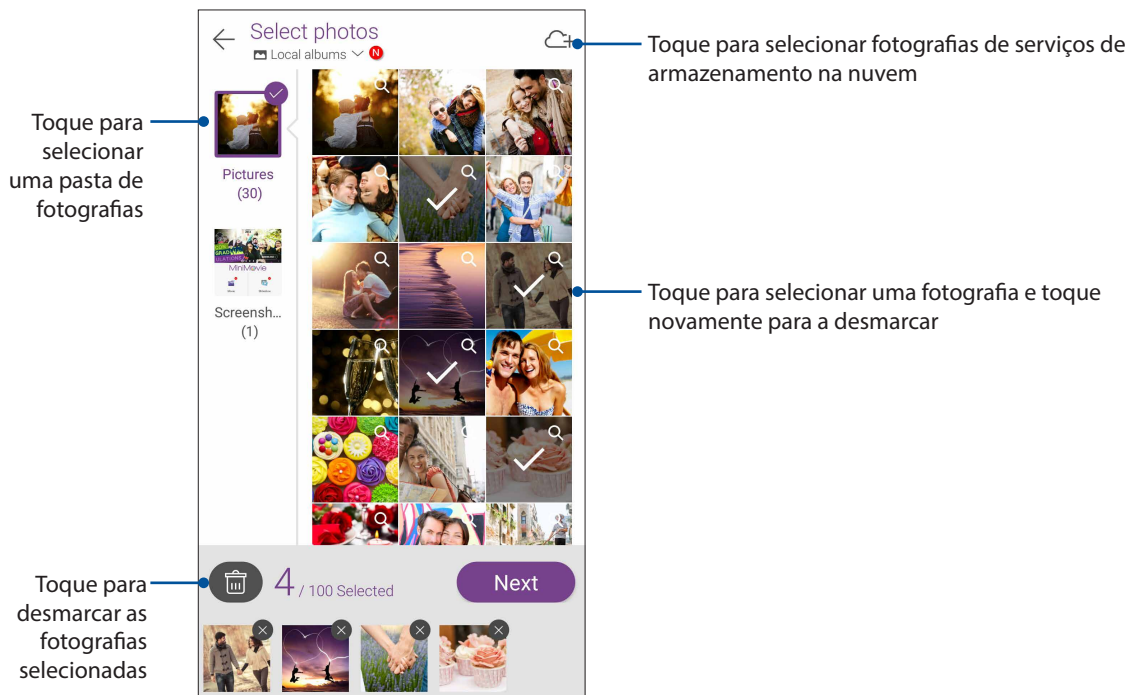 Select photos
Local albums
N
Toque para selecionar fotografias de serviços de
armazenamento na nuvem
Toque para
selecionar
uma pasta de
fotografias
Pictures
(30)
MiniMovie
Screensh...
(1)
Toque para selecionar uma fotografia e toque
novamente para a desmarcar
Toque para
desmarcar as
fotografias
selecionadas
4 / 100 Selected
Next